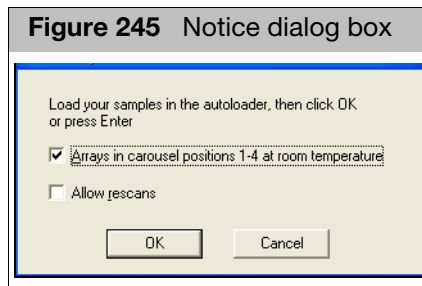 Figure 245 Notice dialog box
Load your samples in the autoloader, then click OK
or press Enter
Arrays in carousel positions 1-4 at room temperature
Allow rescans
OK Cancel